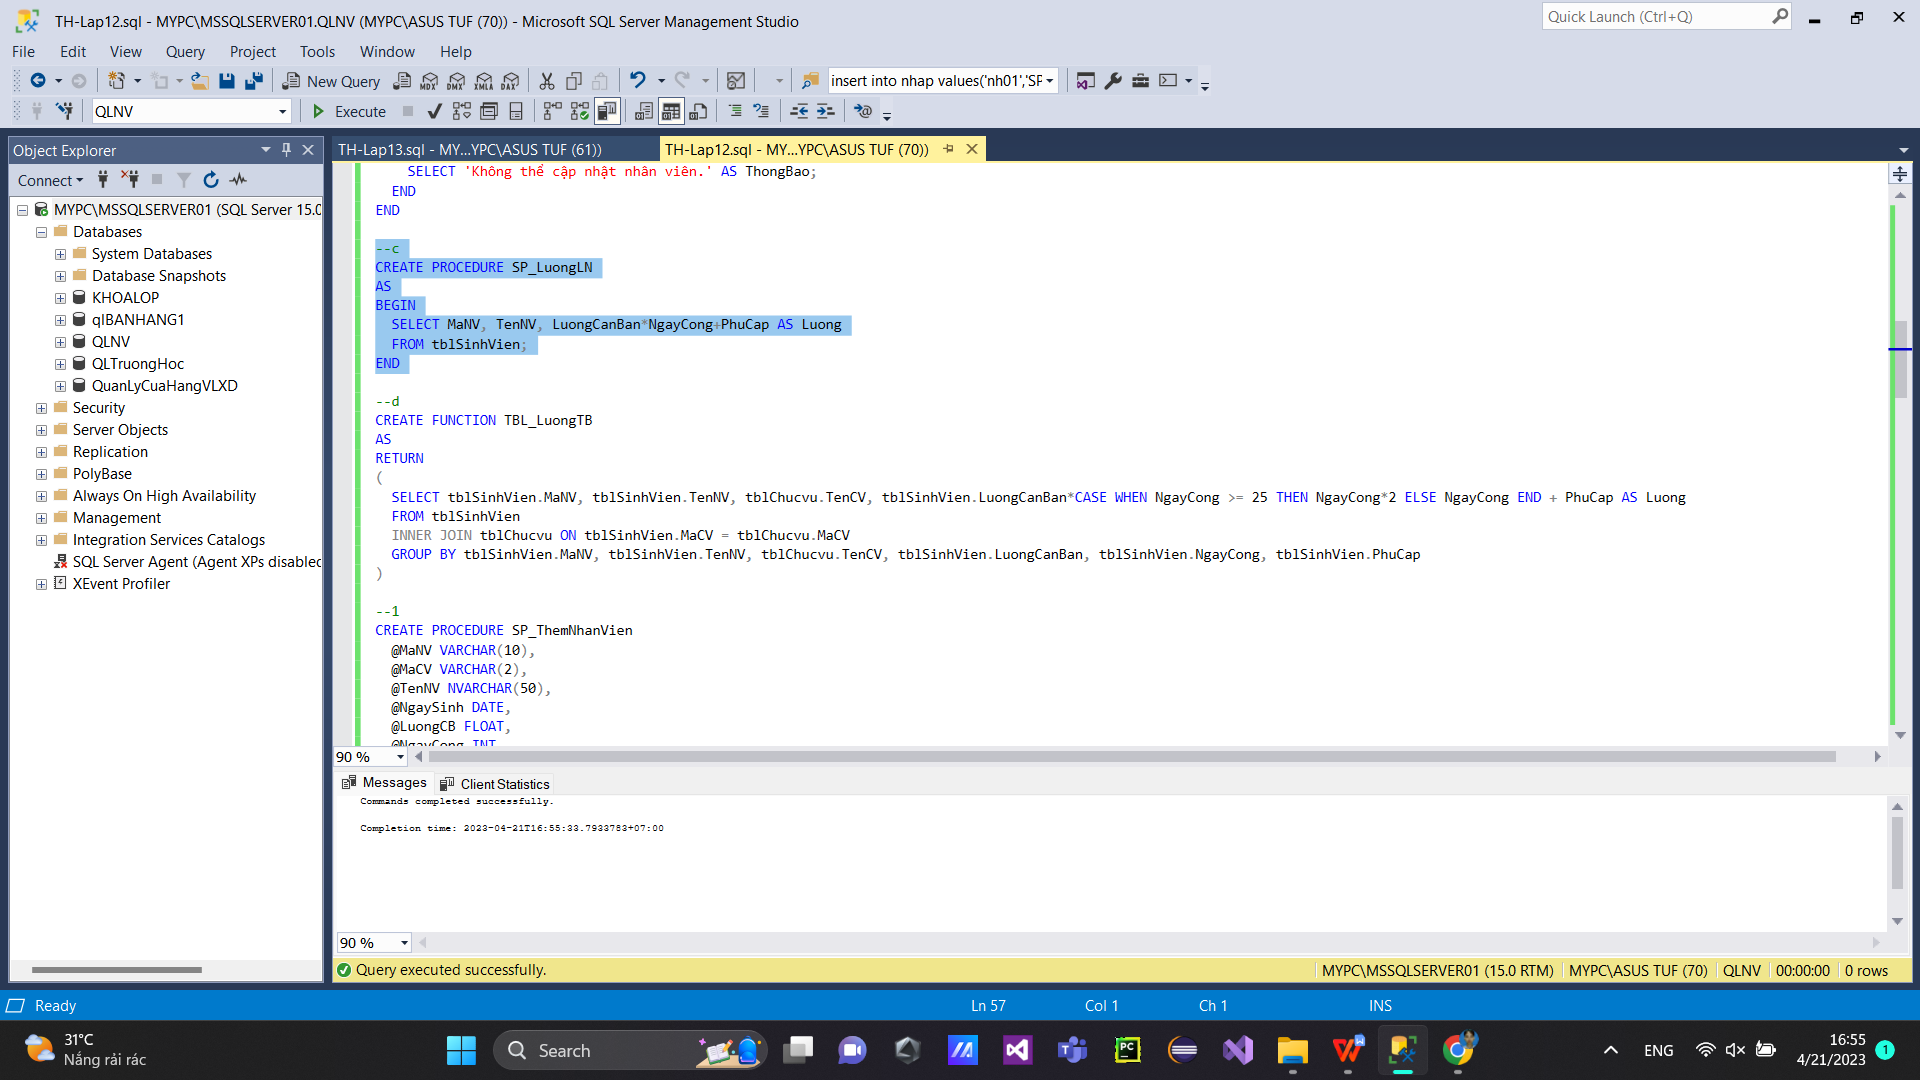 TH-Lap12.sql - MYPC\MSSQLSERVER01.QLNV (MYPC\ASUS TUF (70)) - Microsoft SQL Server Management Studio
Quick Launch (Ctrl+Q)
File Edit View Query Project Tools Window Help
New Query MDX DMX XMLA DAX insert into nhap values('nh01','SF
QLNV Execute
Object Explorer
TH-Lap13.sql - MY...YPC\ASUS TUF (61))
TH-Lap12.sql - MY...YPC\ASUS TUF (70))
Connect
MYPC\MSSQLSERVER01 (SQL Server 15.0
Databases
System Databases
Database Snapshots
KHOALOP
qlBANHANG1
QLNV
QLTruongHoc
QuanLyCuaHangVLXD
Security
Server Objects
Replication
PolyBase
Always On High Availability
Management
Integration Services Catalogs
SQL Server Agent (Agent XPs disabled
XEvent Profiler
SELECT 'Không thể cập nhật nhân viên.' AS ThongBao;
END
END
--c
CREATE PROCEDURE SP_LuongLN
AS
BEGIN
SELECT MaNV, TenNV, LuongCanBan*NgayCong+PhuCap AS Luong
FROM tblSinhVien;
END
--d
CREATE FUNCTION TBL_LuongTB
AS
RETURN
(
SELECT tblSinhVien.MaNV, tblSinhVien.TenNV, tblChucvu.TenCV, tblSinhVien.LuongCanBan*CASE WHEN NgayCong >= 25 THEN NgayCong*2 ELSE NgayCong END + PhuCap AS Luong
FROM tblSinhVien
INNER JOIN tblChucvu ON tblSinhVien.MaCV = tblChucvu.MaCV
GROUP BY tblSinhVien.MaNV, tblSinhVien.TenNV, tblChucvu.TenCV, tblSinhVien.LuongCanBan, tblSinhVien.NgayCong, tblSinhVien.PhuCap
)
--1
CREATE PROCEDURE SP_ThemNhanVien
@MaNV VARCHAR(10),
@MaCV VARCHAR(2),
@TenNV NVARCHAR(50),
@NgaySinh DATE,
@LuongCB FLOAT,
@NgayCong INT
90 %
Messages Client Statistics
Commands completed successfully.
Completion time: 2023-04-21T16:55:33.7933783+07:00
90 %
Query executed successfully.
MYPC\MSSQLSERVER01 (15.0 RTM) MYPC\ASUS TUF (70) QLNV 00:00:00 0 rows
Ready Ln 57 Col 1 Ch 1 INS
31°C
Nắng rải rác
Search
PC
ENG
16:55
4/21/2023
1